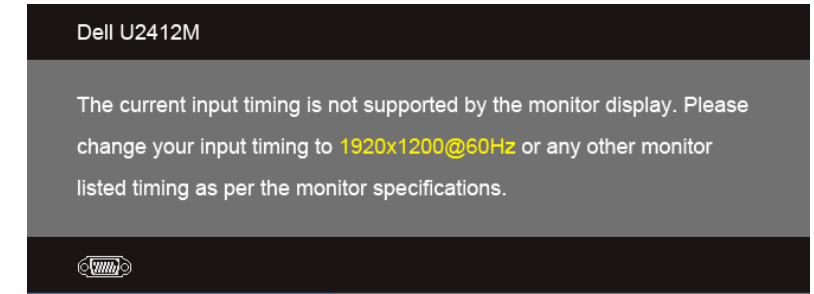 Dell U2412M
The current input timing is not supported by the monitor display. Please
change your input timing to 1920x1200@60Hz or any other monitor
listed timing as per the monitor specifications.